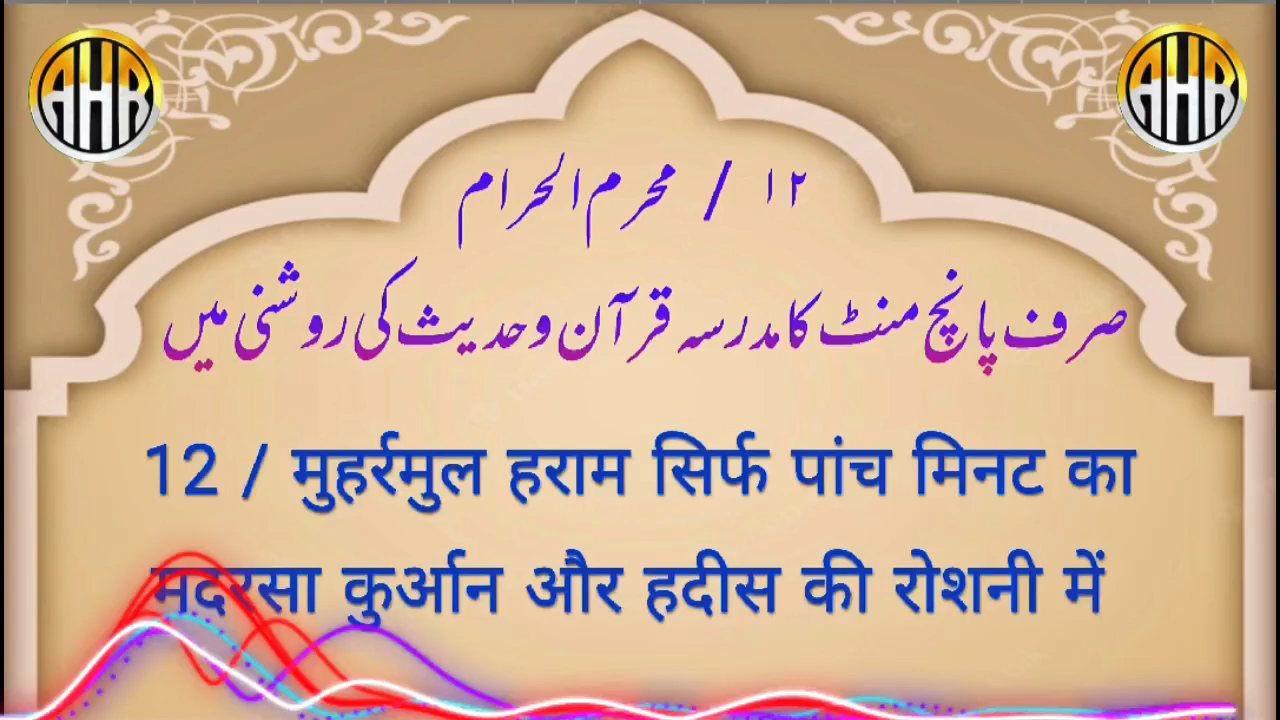 AHR AHR
۱۲ / محرم الحرام
صرف پانچ منٹ کا مدرسہ قرآن و حدیث کی روشنی میں
12 / मुहर्रमुल हराम सिर्फ पांच मिनट का
मदरसा कुर्आन और हदीस की रोशनी में